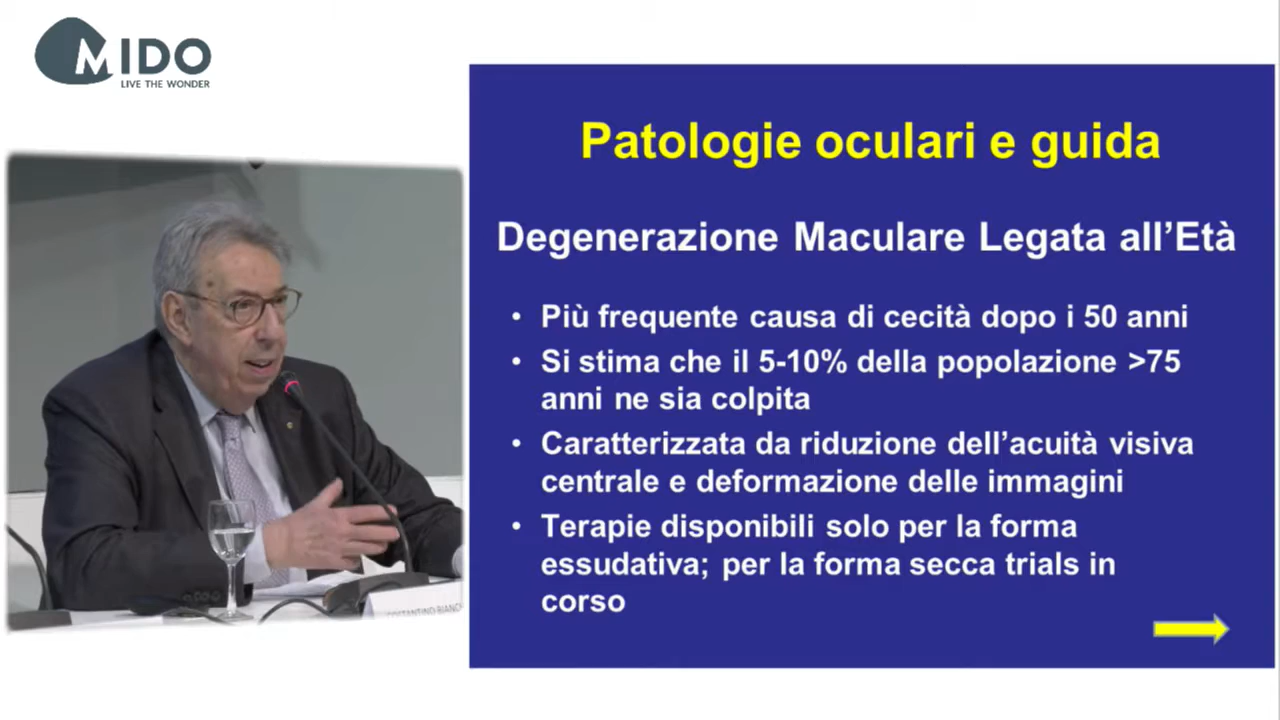 MIDO
LIVE THE WONDER
Patologie oculari e guida
Degenerazione Maculare Legata all’Età
• Più frequente causa di cecità dopo i 50 anni
• Si stima che il 5-10% della popolazione >75
anni ne sia colpita
• Caratterizzata da riduzione dell’acuità visiva
centrale e deformazione delle immagini
• Terapie disponibili solo per la forma
essudativa; per la forma secca trials in
corso
COSTANTINO